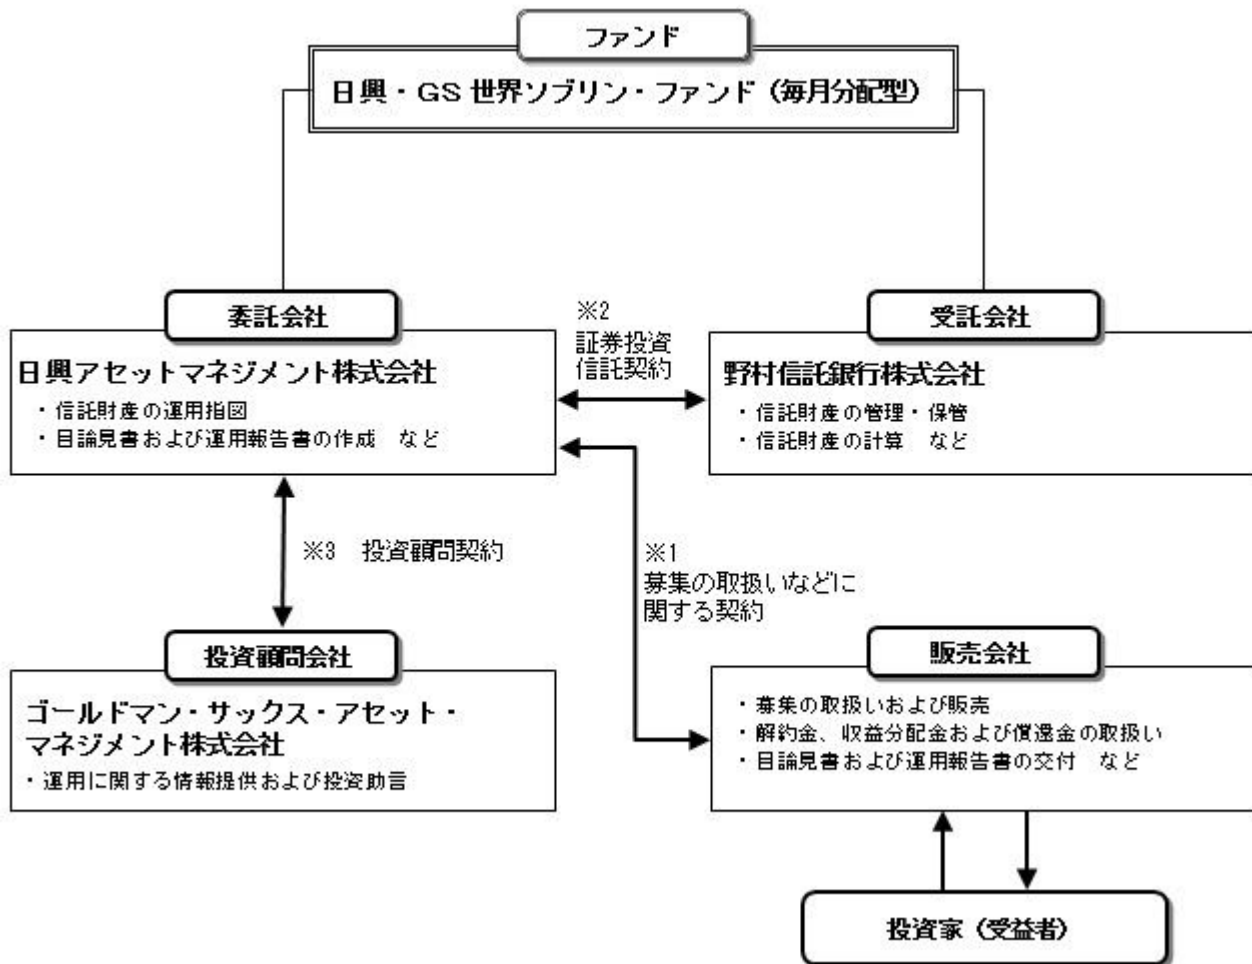 ファンド
日興・GS 世界ソブリン・ファンド（毎月分配型）
委託会社
日興アセットマネジメント株式会社
・信託財産の運用指図
・目論見書および運用報告書の作成　など
※2
証券投資
信託契約
受託会社
野村信託銀行株式会社
・信託財産の管理・保管
・信託財産の計算　など
※3　投資顧問契約
※1
募集の取扱いなどに
関する契約
投資顧問会社
ゴールドマン・サックス・アセット・
マネジメント株式会社
・運用に関する情報提供および投資助言
販売会社
・募集の取扱いおよび販売
・解約金、収益分配金および償還金の取扱い
・目論見書および運用報告書の交付　など
投資家（受益者）